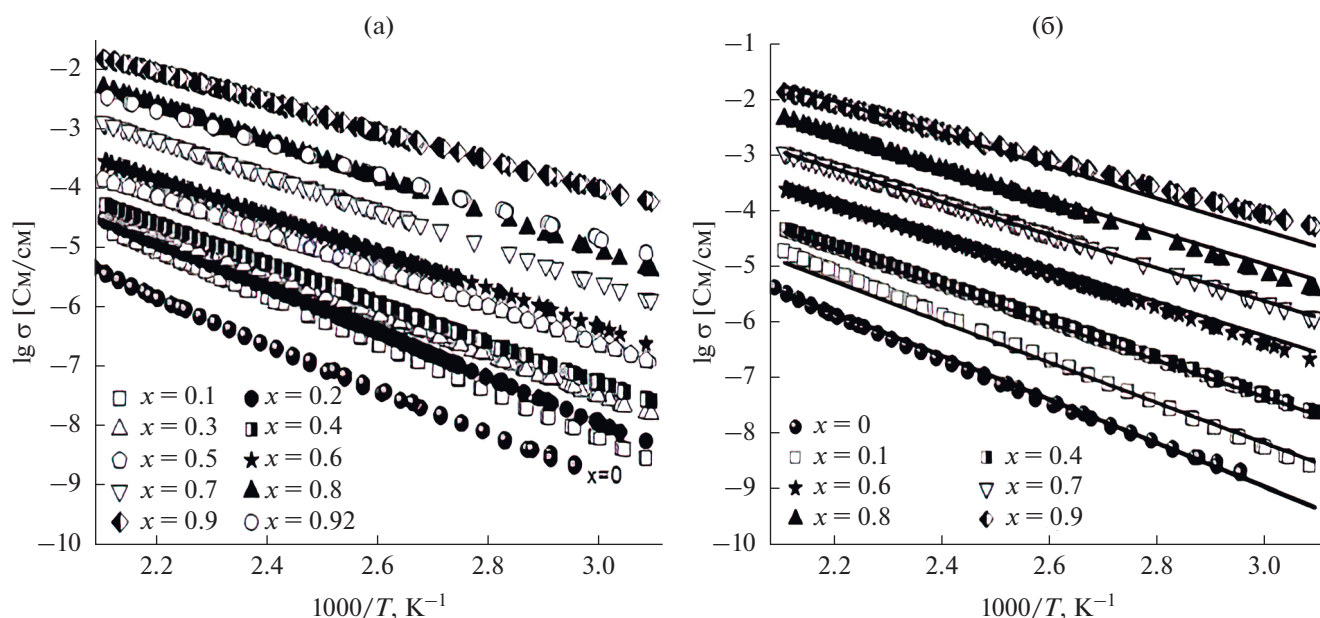 (а)
−2
−3
−4
−5
−6
−7
−8
−9
−10
lg σ [См/см]
x = 0.1 x = 0.2
x = 0.3 x = 0.4
x = 0.5 x = 0.6
x = 0.7 x = 0.8
x = 0.9 x = 0.92
x=0
2.2 2.4 2.6 2.8 3.0
1000/T, K⁻¹
(б)
−1
−2
−3
−4
−5
−6
−7
−8
−9
−10
lg σ [См/см]
x = 0
x = 0.1 x = 0.4
x = 0.6 x = 0.7
x = 0.8 x = 0.9
2.2 2.4 2.6 2.8 3.0
1000/T, K⁻¹